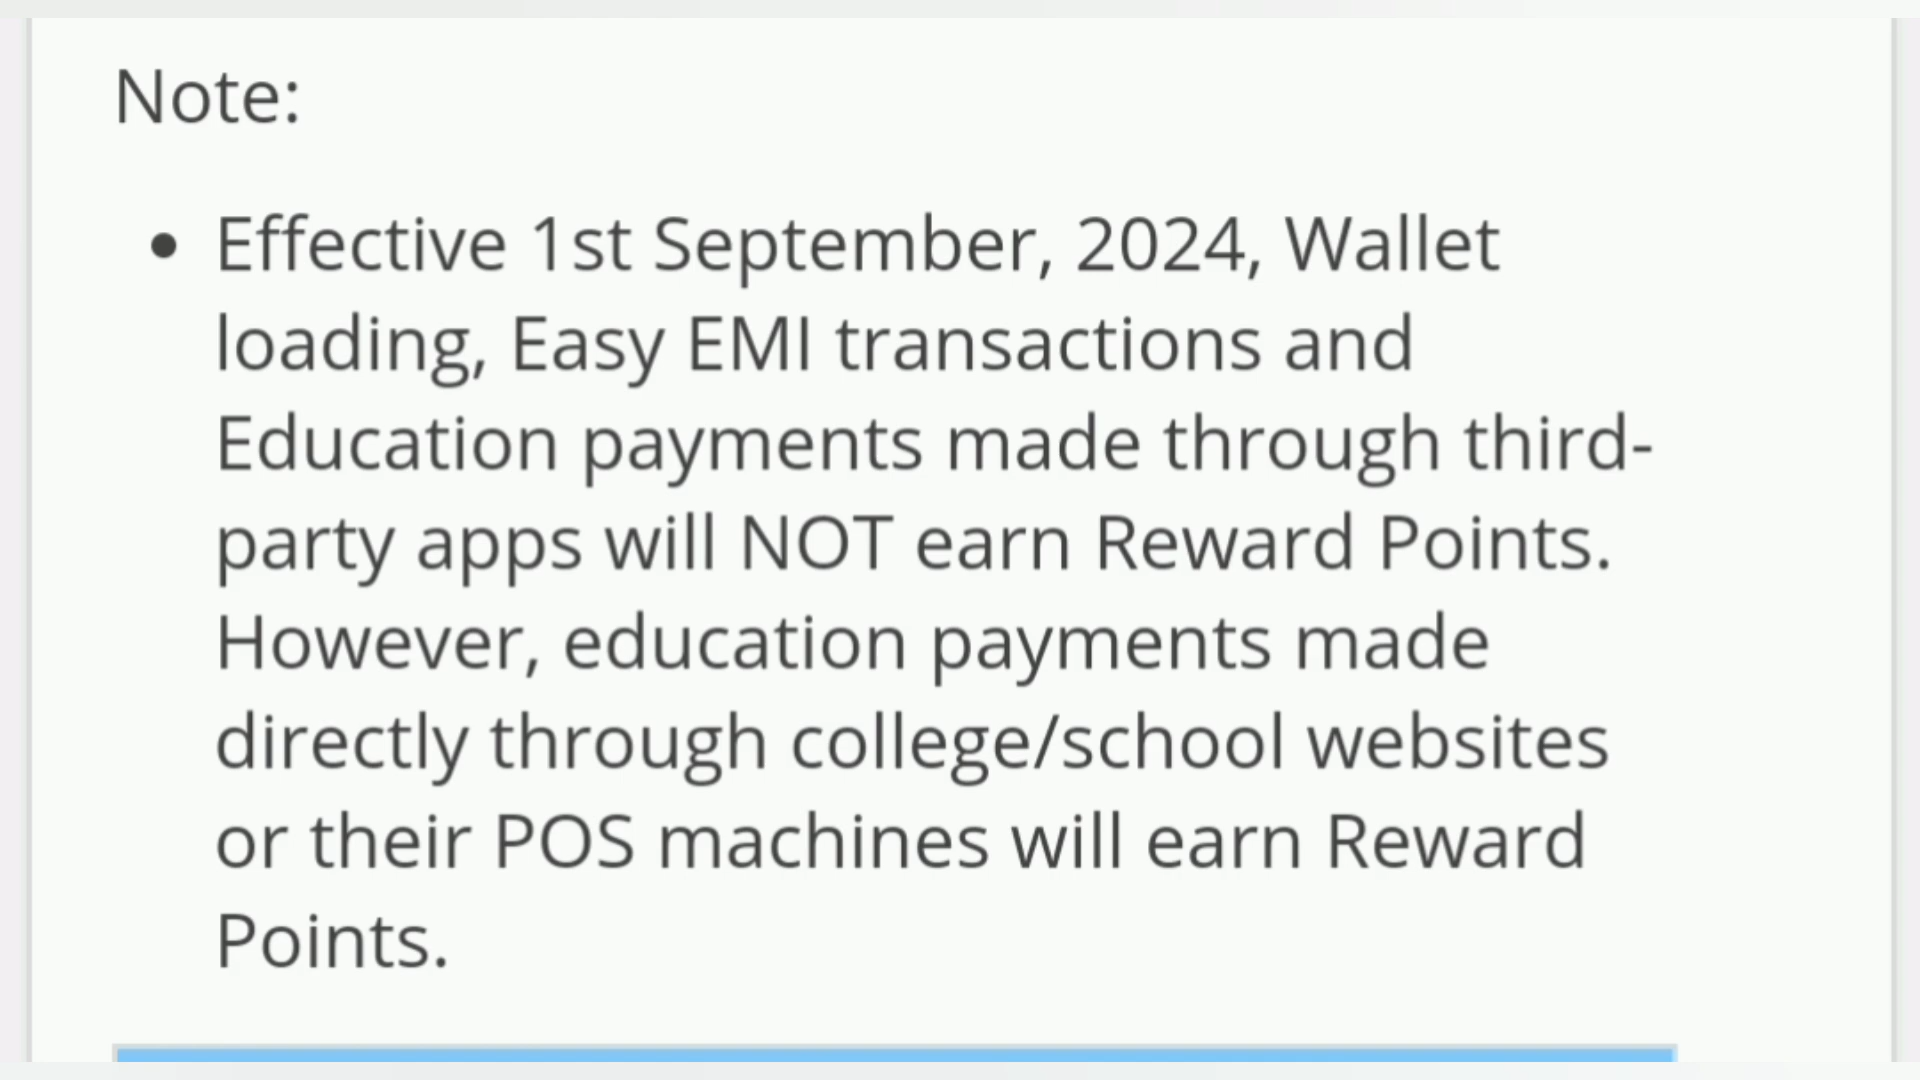 Note:
• Effective 1st September, 2024, Wallet
loading, Easy EMI transactions and
Education payments made through third-
party apps will NOT earn Reward Points.
However, education payments made
directly through college/school websites
or their POS machines will earn Reward
Points.